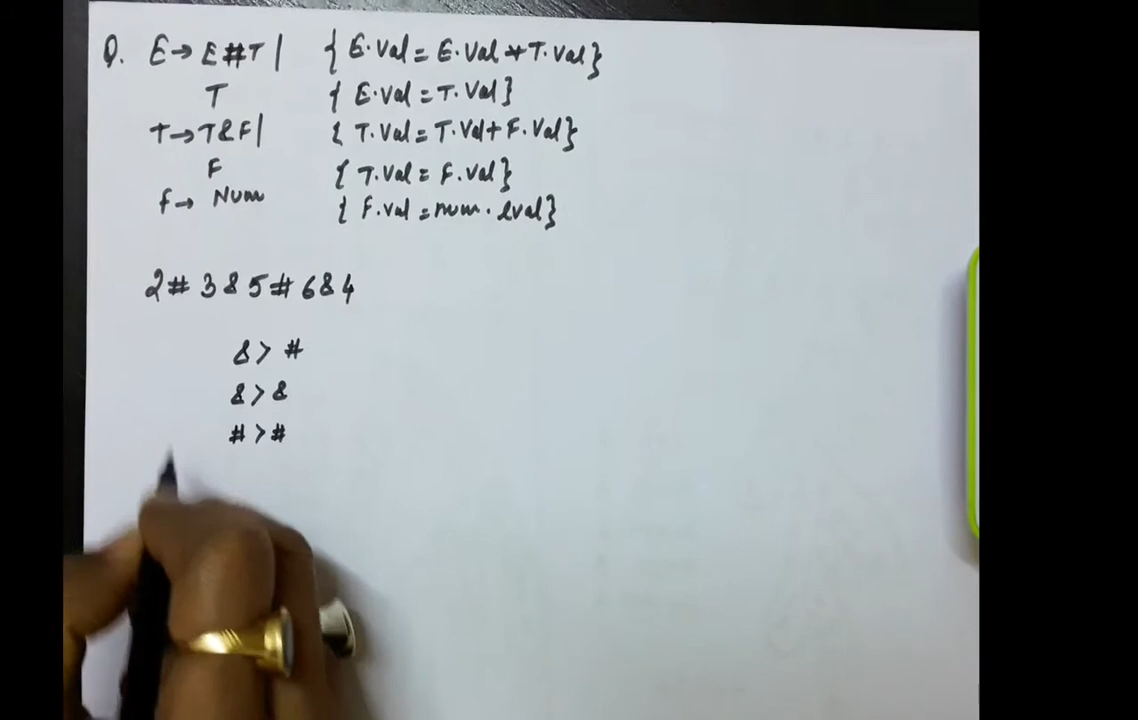 Q. E→ E#T| { E.Val = E.Val * T.Val}
T { E.Val = T.Val}
T→T&F| { T.Val = T.Val + F.Val}
F { T.Val = F.Val}
F→ Num { F.Val = num.lval}
2#3&5#6&4
& > #
& > &
# > #